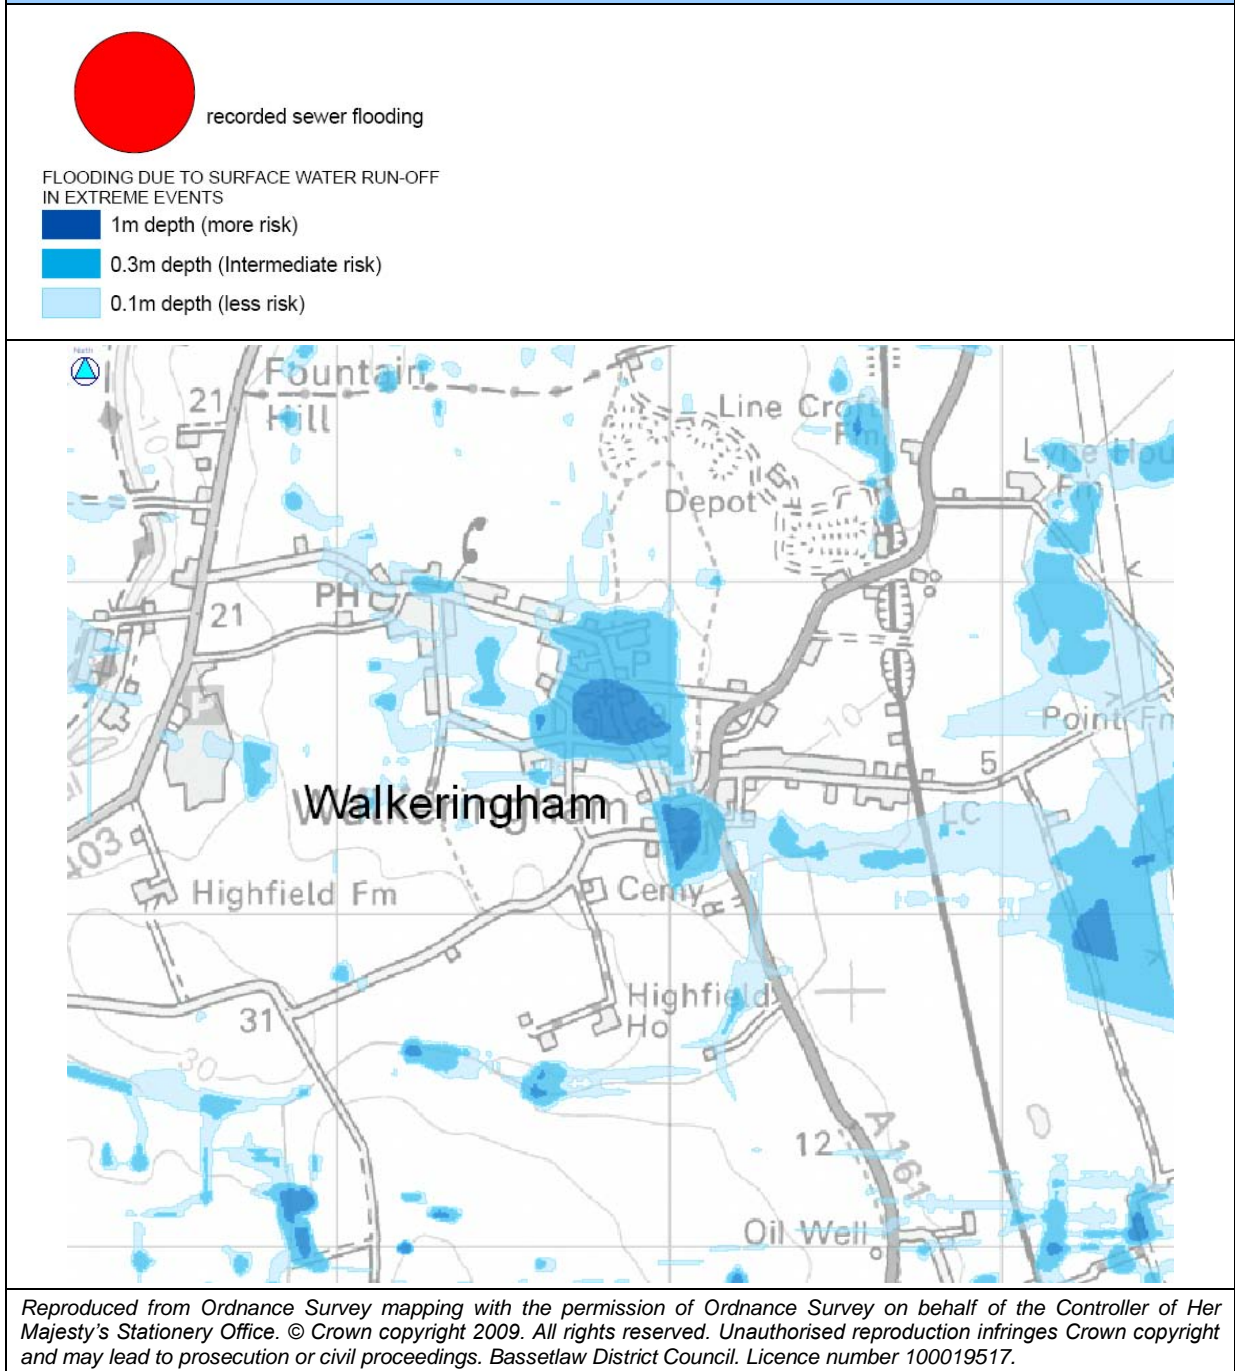 recorded sewer flooding
FLOODING DUE TO SURFACE WATER RUN-OFF
IN EXTREME EVENTS
1m depth (more risk)
0.3m depth (Intermediate risk)
0.1m depth (less risk)
North
Fountain
Hill
21
Line Croft
Fm
Depot
PH
21
P
10
Point Fm
5
Walkeringham
Walkeringham
LC
Highfield Fm
Cemy
Highfield
Ho
31
30
12
A 161
Oil Well
Reproduced from Ordnance Survey mapping with the permission of Ordnance Survey on behalf of the Controller of Her
Majesty's Stationery Office. © Crown copyright 2009. All rights reserved. Unauthorised reproduction infringes Crown copyright
and may lead to prosecution or civil proceedings. Bassetlaw District Council. Licence number 100019517.